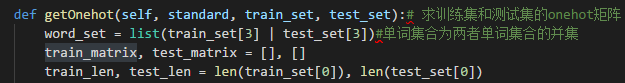 def getOnehot(self, standard, train_set, test_set):# 求训练集和测试集的onehot矩阵
word_set = list(train_set[3] | test_set[3])#单词集合为两者单词集合的并集
train_matrix, test_matrix = [], []
train_len, test_len = len(train_set[0]), len(test_set[0])